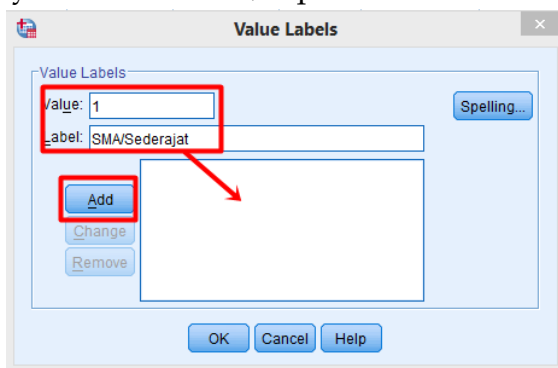 Value Labels
Value Labels
Value: 1
Spelling...
Label: SMA/Sederajat
Add
Change
Remove
OK Cancel Help